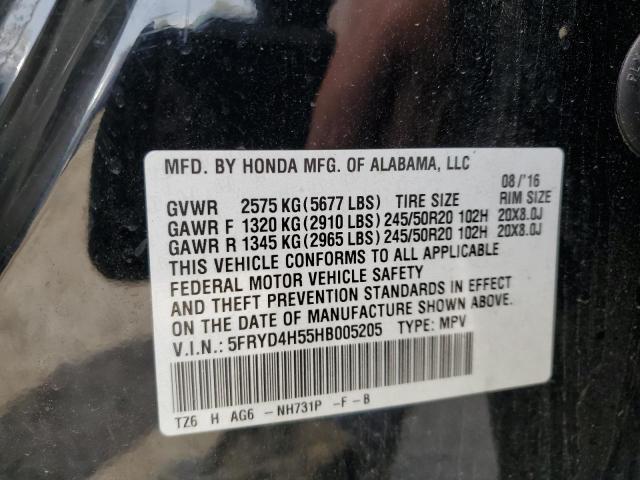 MFD. BY HONDA MFG. OF ALABAMA, LLC
08/'16
GVWR 2575 KG (5677 LBS) TIRE SIZE RIM SIZE
GAWR F 1320 KG (2910 LBS) 245/50R20 102H 20X8.0J
GAWR R 1345 KG (2965 LBS) 245/50R20 102H 20X8.0J
THIS VEHICLE CONFORMS TO ALL APPLICABLE
FEDERAL MOTOR VEHICLE SAFETY
AND THEFT PREVENTION STANDARDS IN EFFECT
ON THE DATE OF MANUFACTURE SHOWN ABOVE.
V.I.N.: 5FRYD4H55HB005205 TYPE: MPV
TZ6 H AG6 -NH731P -F-B